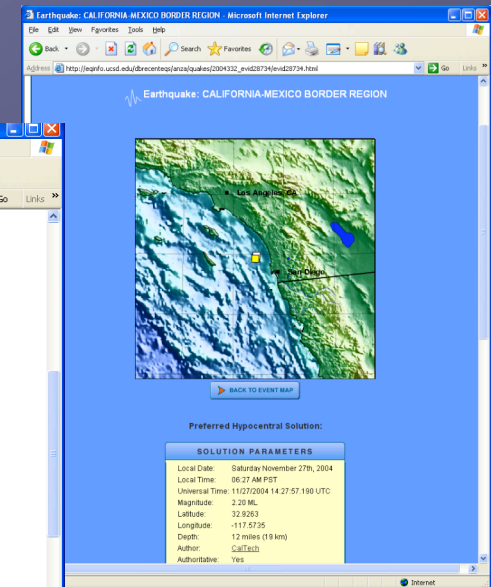 Earthquake: CALIFORNIA-MEXICO BORDER REGION - Microsoft Internet Explorer
File Edit View Favorites Tools Help
Back Search Favorites
Address http://eqinfo.ucsd.edu/dbrecenteqs/anza/quakes/2004332_evid28734/evid28734.html Go Links »
Earthquake: CALIFORNIA-MEXICO BORDER REGION
Go Links »
Los Angeles, CA
San Diego
BACK TO EVENT MAP
Preferred Hypocentral Solution:
SOLUTION PARAMETERS
Local Date: Saturday November 27th, 2004
Local Time: 06:27 AM PST
Universal Time: 11/27/2004 14:27:57.190 UTC
Magnitude: 2.20 ML
Latitude: 32.9263
Longitude: -117.5735
Depth: 12 miles (19 km)
Author: CalTech
Authoritative: Yes
Internet